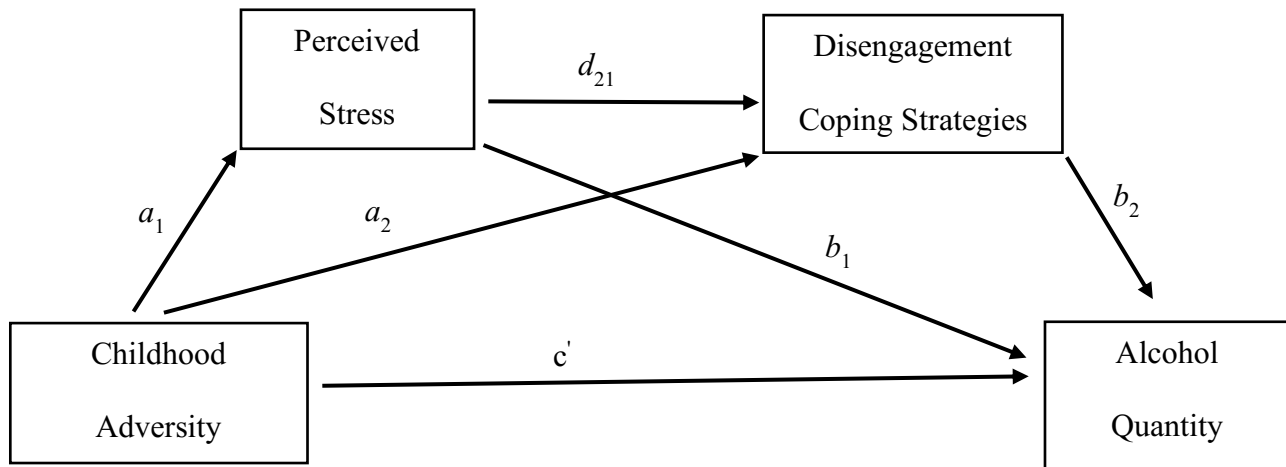 Perceived
Stress
d21
Disengagement
Coping Strategies
a1
a2
b1
b2
Childhood
Adversity
c'
Alcohol
Quantity